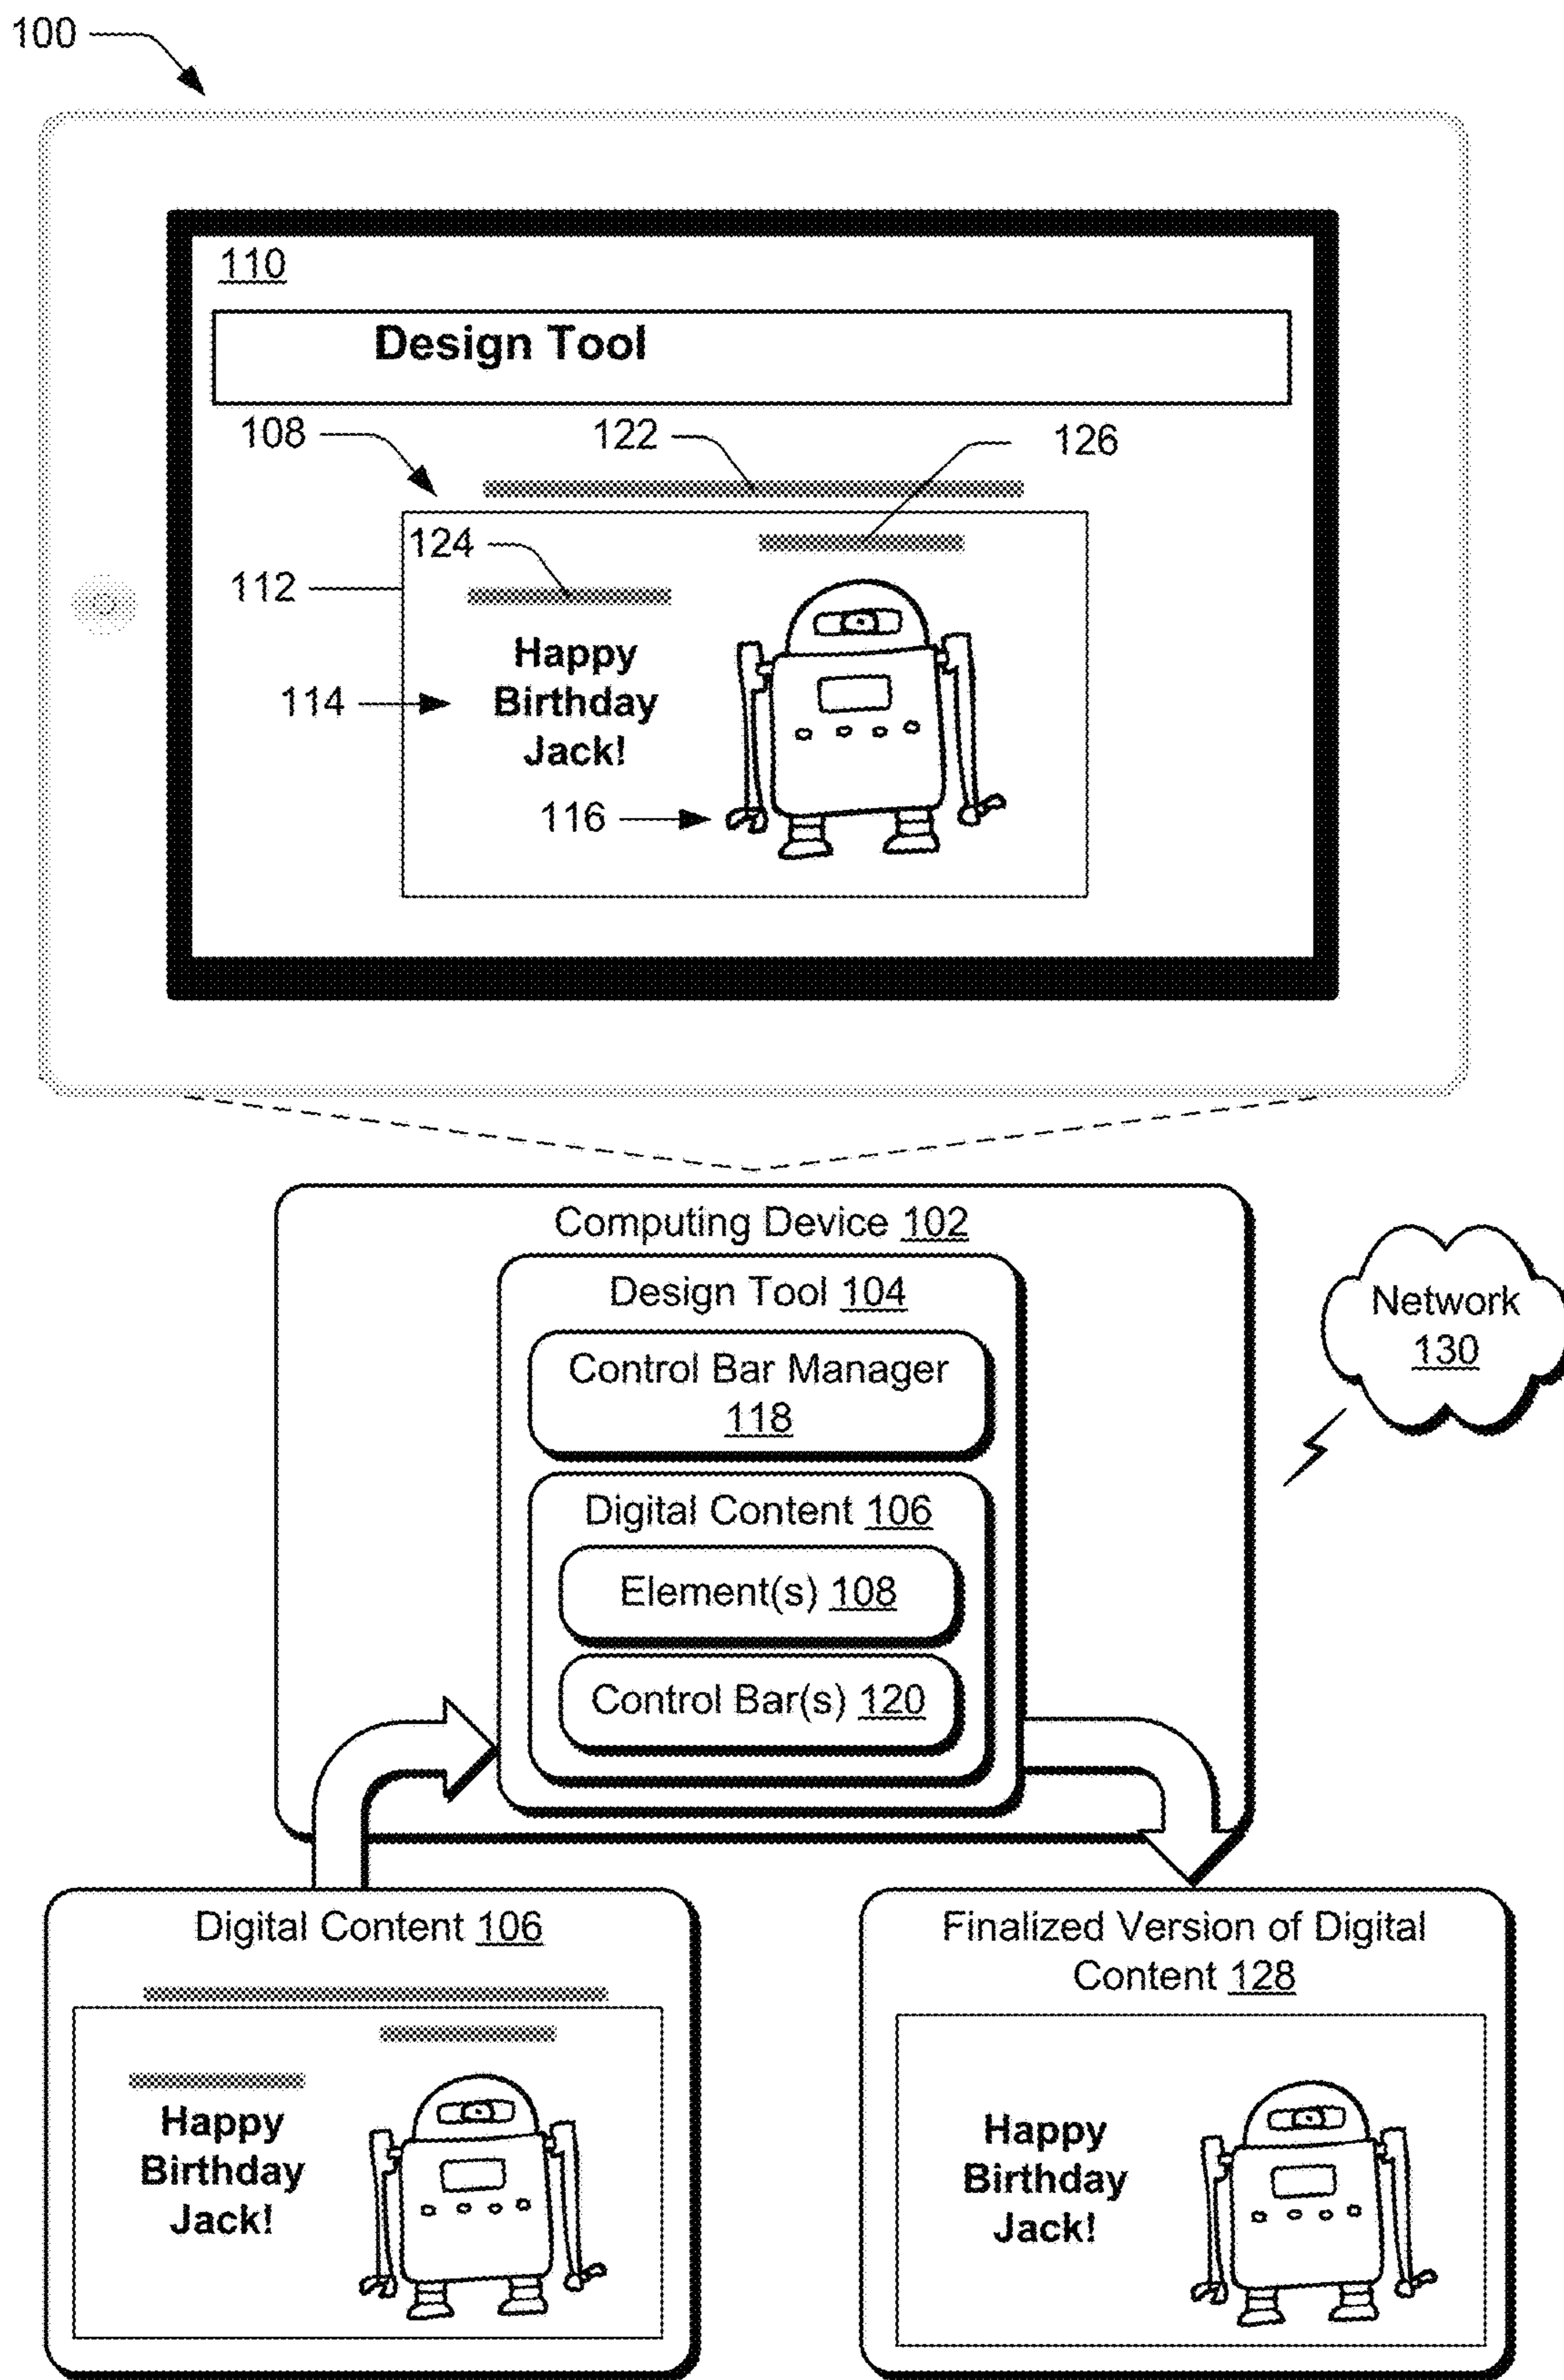 100
110
Design Tool
108
122
126
124
112
Happy
Birthday
Jack!
114
116
Computing Device 102
Design Tool 104
Control Bar Manager
118
Network
130
Digital Content 106
Element(s) 108
Control Bar(s) 120
Digital Content 106
Happy
Birthday
Jack!
Finalized Version of Digital
Content 128
Happy
Birthday
Jack!